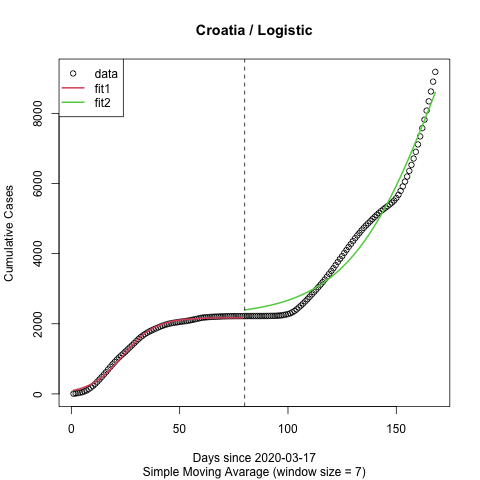 Croatia / Logistic
data
fit1
fit2
Cumulative Cases
8000
6000
4000
2000
0
0 50 100 150
Days since 2020-03-17
Simple Moving Avarage (window size = 7)